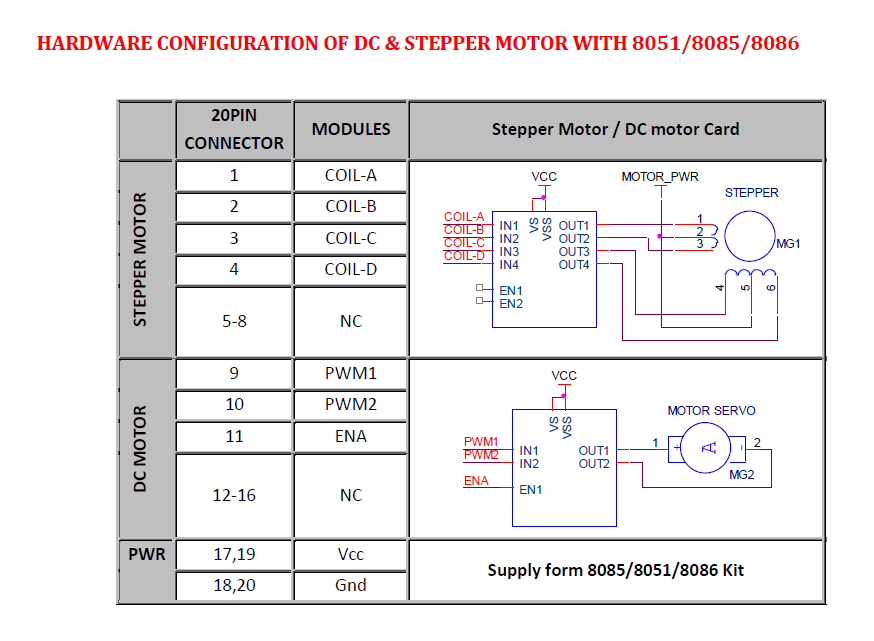 HARDWARE CONFIGURATION OF DC & STEPPER MOTOR WITH 8051/8085/8086
20PIN CONNECTOR
MODULES
Stepper Motor / DC motor Card
STEPPER MOTOR
1 COIL-A
2 COIL-B
3 COIL-C
4 COIL-D
5-8 NC
VCC
MOTOR_PWR
STEPPER
COIL-A
COIL-B
COIL-C
COIL-D
IN1
IN2
IN3
IN4
EN1
EN2
VS
VSS
OUT1
OUT2
OUT3
OUT4
1
2
3
MG1
4
5
6
DC MOTOR
9 PWM1
10 PWM2
11 ENA
12-16 NC
VCC
MOTOR SERVO
PWM1
PWM2
ENA
IN1
IN2
EN1
VS
VSS
OUT1
OUT2
1
+
A
-
2
MG2
PWR
17,19 Vcc
18,20 Gnd
Supply form 8085/8051/8086 Kit